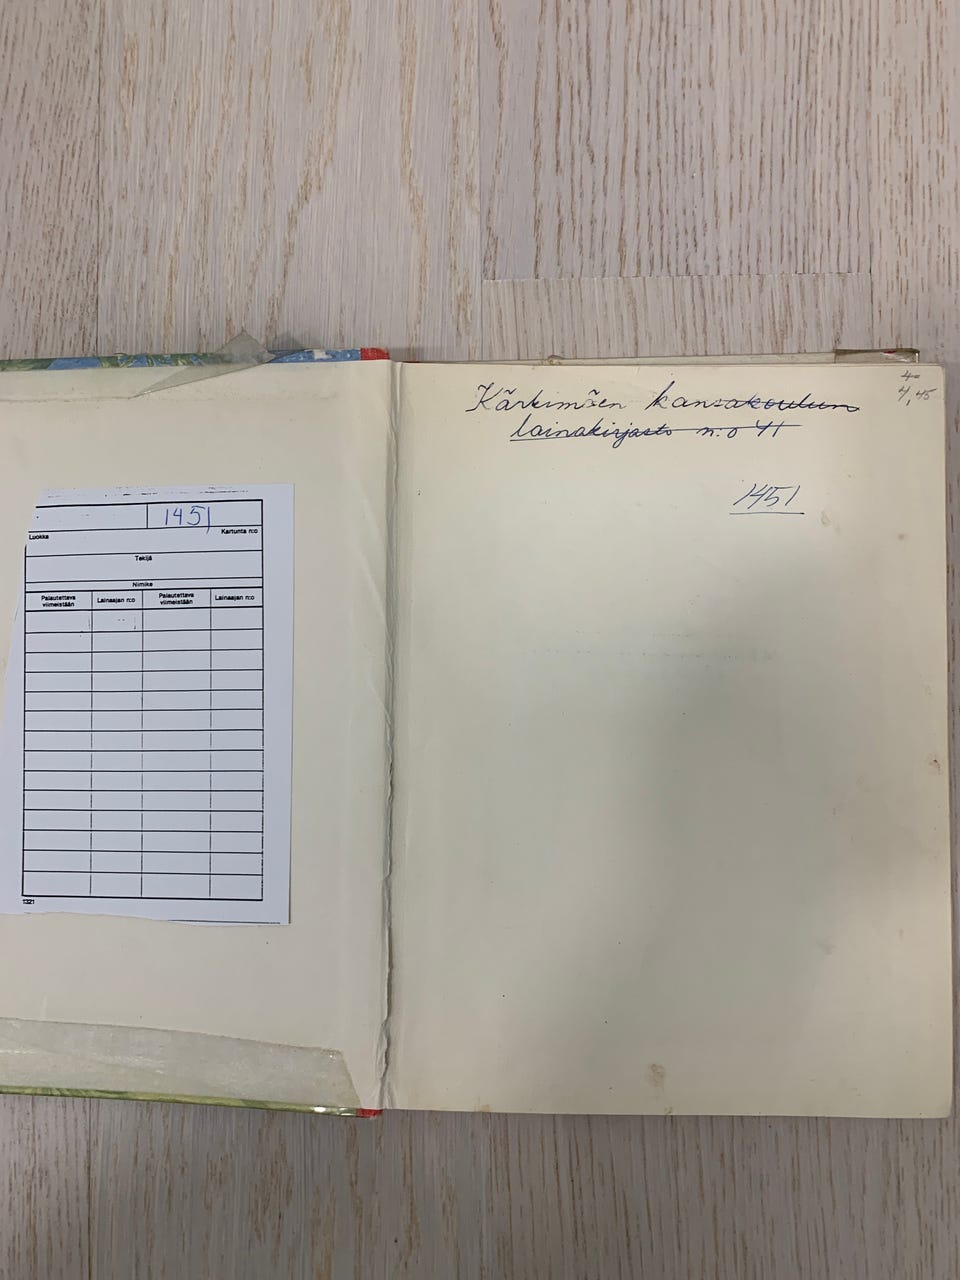 1451
Luokka Kartunta n:o
Tekijä
Nimike
Palautettava viimeistään Lainaajan n:o Palautettava viimeistään Lainaajan n:o
1321
4-
4,45
Kärkimäen kansakoulun
lainakirjasto n:o 41
1451